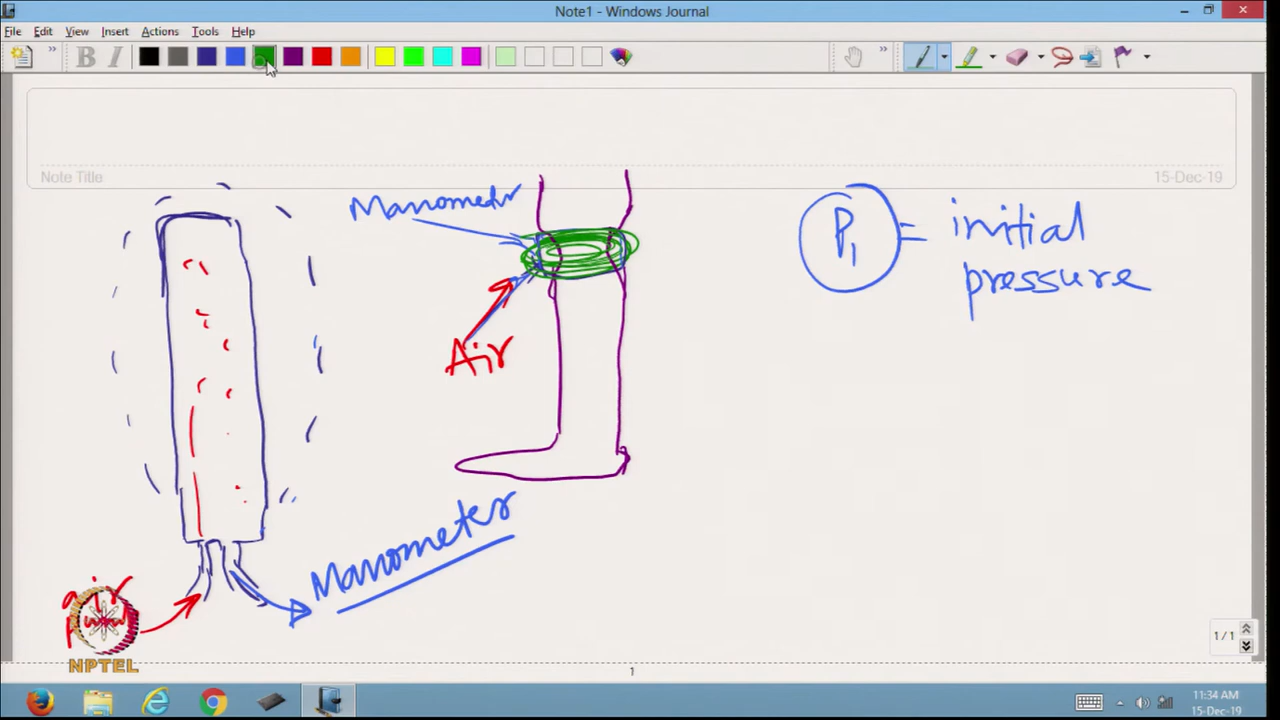 Note1 - Windows Journal
File Edit View Insert Actions Tools Help
Note Title
15-Dec-19
Manometr
P1 = initial
pressure
Air
Manometer
air
NPTEL
1 / 1
1
11:34 AM
15-Dec-19